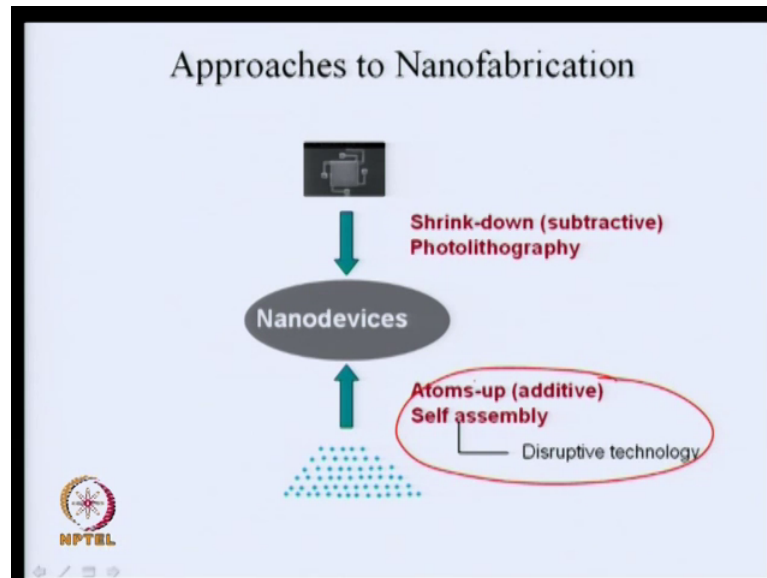 Approaches to Nanofabrication
Shrink-down (subtractive)
Photolithography
Nanodevices
Atoms-up (additive)
Self assembly
Disruptive technology
NPTEL